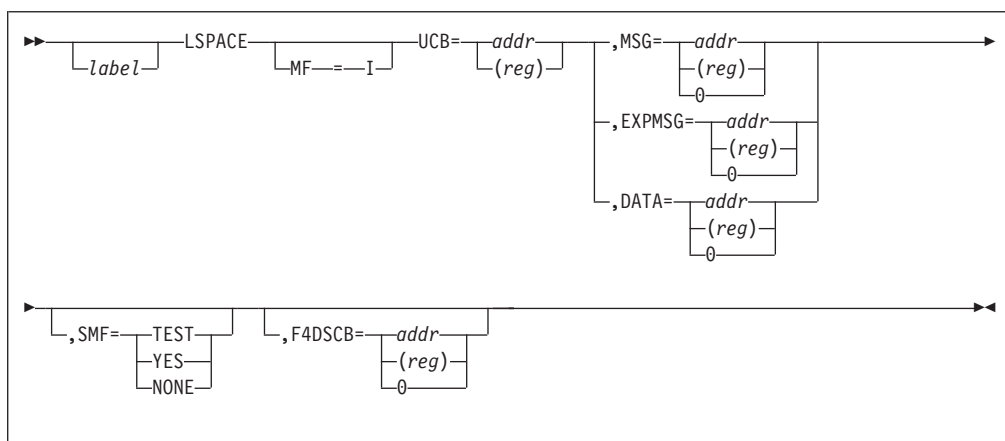 LSPACE UCB= addr ,MSG= addr
label MF = I (reg) (reg)
0
,EXPMSG= addr
(reg)
0
,DATA= addr
(reg)
0
,SMF= TEST ,F4DSCB= addr
YES (reg)
NONE 0